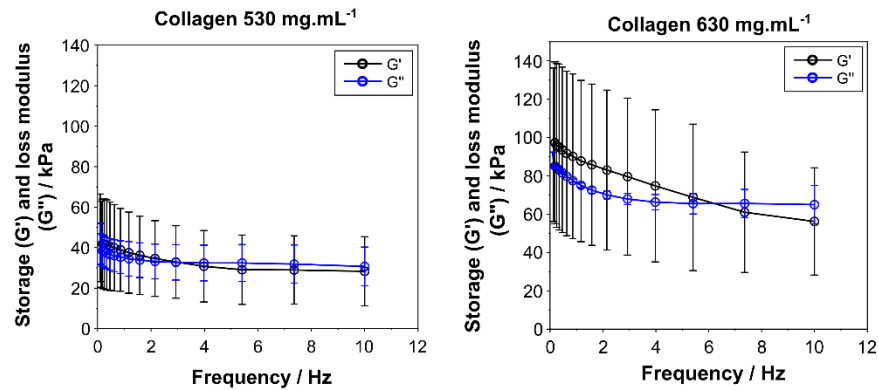 Collagen 530 mg.mL⁻¹
Storage (G') and loss modulus
(G'') / kPa
140
120
100
80
60
40
20
0
G'
G''
0 2 4 6 8 10 12
Frequency / Hz
Collagen 630 mg.mL⁻¹
Storage (G') and loss modulus
(G'') / kPa
140
120
100
80
60
40
20
0
G'
G''
0 2 4 6 8 10 12
Frequency / Hz